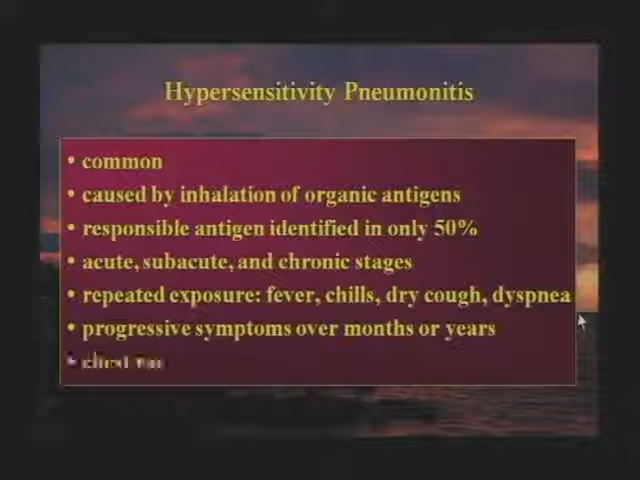 Hypersensitivity Pneumonitis
• common
• caused by inhalation of organic antigens
• responsible antigen identified in only 50%
• acute, subacute, and chronic stages
• repeated exposure: fever, chills, dry cough, dyspnea
• progressive symptoms over months or years